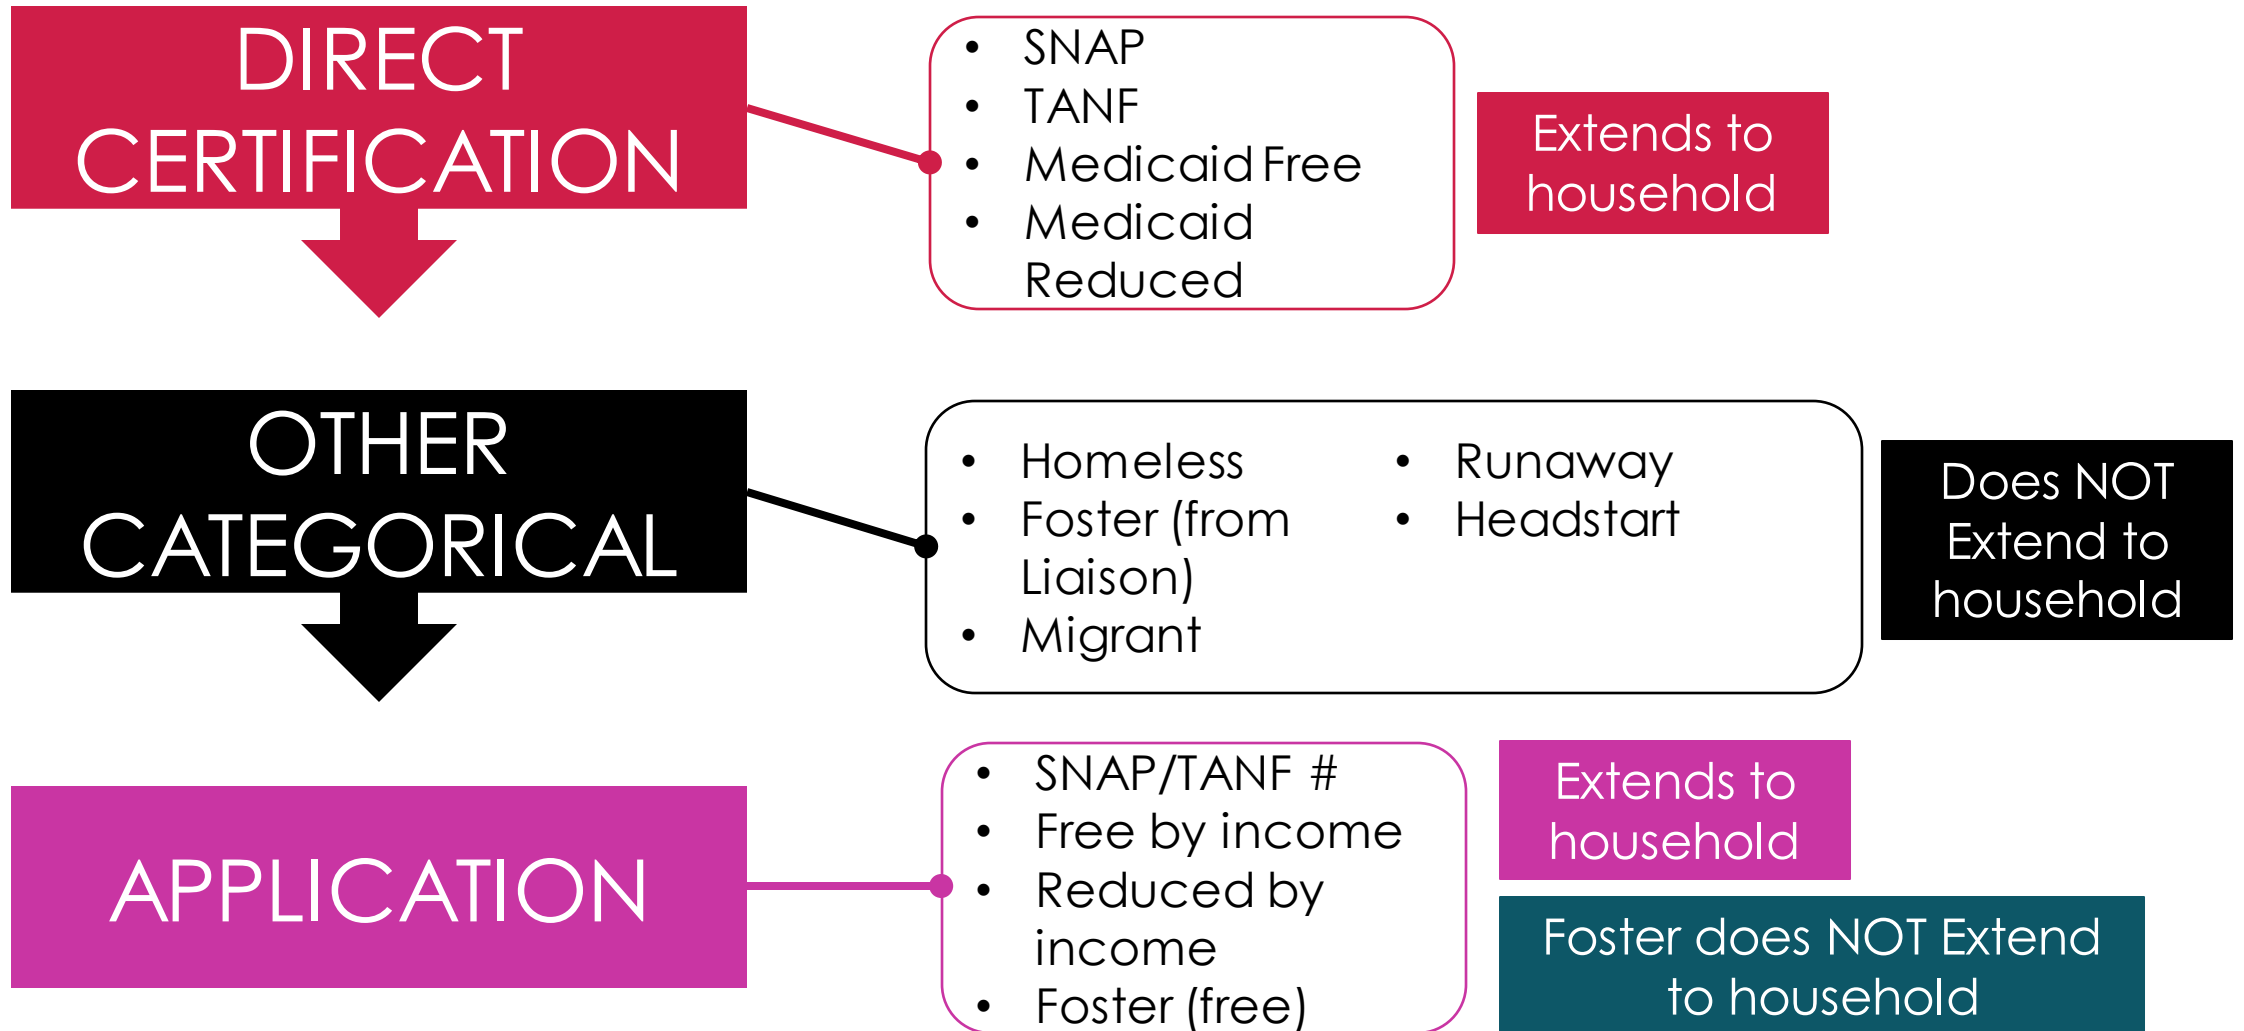 DIRECT
CERTIFICATION
• SNAP
• TANF
• Medicaid Free
• Medicaid
Reduced
Extends to
household
OTHER
CATEGORICAL
• Homeless
• Foster (from
Liaison)
• Migrant
• Runaway
• Headstart
Does NOT
Extend to
household
APPLICATION
• SNAP/TANF #
• Free by income
• Reduced by
income
• Foster (free)
Extends to
household
Foster does NOT Extend
to household